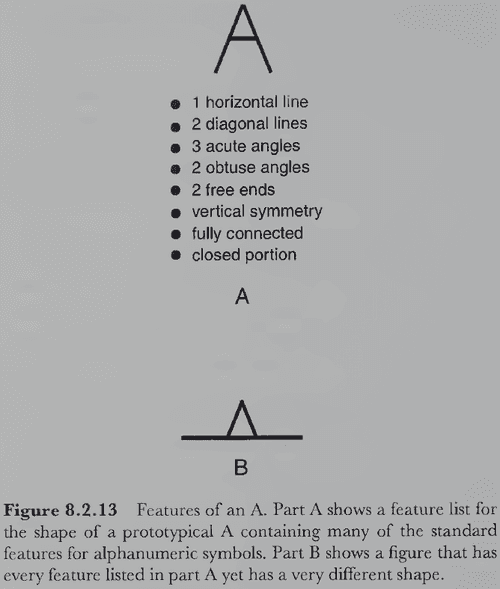 A
● 1 horizontal line
● 2 diagonal lines
● 3 acute angles
● 2 obtuse angles
● 2 free ends
● vertical symmetry
● fully connected
● closed portion
A
B
Figure 8.2.13 Features of an A. Part A shows a feature list for
the shape of a prototypical A containing many of the standard
features for alphanumeric symbols. Part B shows a figure that has
every feature listed in part A yet has a very different shape.